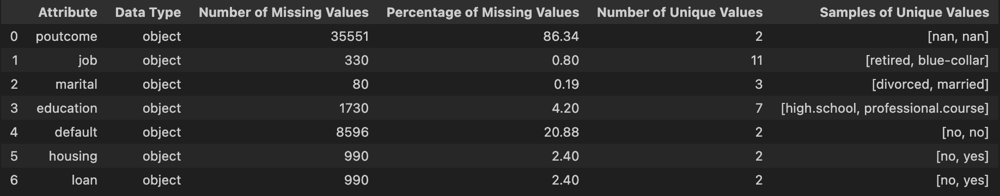 Attribute Data Type Number of Missing Values Percentage of Missing Values Number of Unique Values Samples of Unique Values
0 poutcome object 35551 86.34 2 [nan, nan]
1 job object 330 0.80 11 [retired, blue-collar]
2 marital object 80 0.19 3 [divorced, married]
3 education object 1730 4.20 7 [high.school, professional.course]
4 default object 8596 20.88 2 [no, no]
5 housing object 990 2.40 2 [no, yes]
6 loan object 990 2.40 2 [no, yes]